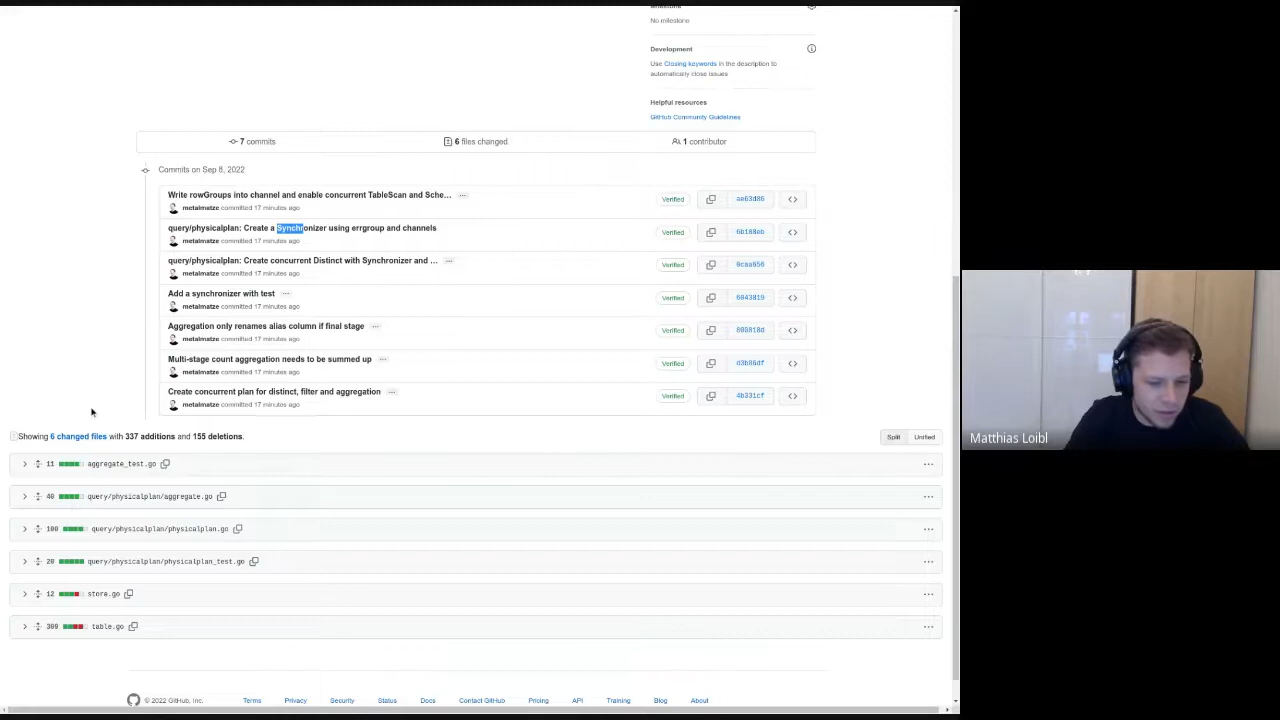 No milestone
Development
Use Closing keywords in the description to
automatically close issues
Helpful resources
GitHub Community Guidelines
7 commits
6 files changed
1 contributor
Commits on Sep 8, 2022
Write rowGroups into channel and enable concurrent TableScan and Sche…
metalmatze committed 17 minutes ago
Verified
ae63d86
query/physicalplan: Create a Synchronizer using errgroup and channels
metalmatze committed 17 minutes ago
Verified
6b188eb
query/physicalplan: Create concurrent Distinct with Synchronizer and …
metalmatze committed 17 minutes ago
Verified
0caa656
Add a synchronizer with test
metalmatze committed 17 minutes ago
Verified
6043819
Aggregation only renames alias column if final stage
metalmatze committed 17 minutes ago
Verified
Multi-stage count aggregation needs to be summed up
metalmatze committed 17 minutes ago
Verified
d3b86df
Create concurrent plan for distinct, filter and aggregation
metalmatze committed 17 minutes ago
Verified
4b331cf
Showing 6 changed files with 337 additions and 155 deletions.
Split Unified
11 aggregate_test.go
40 query/physicalplan/aggregate.go
100 query/physicalplan/physicalplan.go
20 query/physicalplan/physicalplan_test.go
12 store.go
309 table.go
© 2022 GitHub, Inc. Terms Privacy Security Status Docs Contact GitHub Pricing API Training Blog About
Matthias Loibl